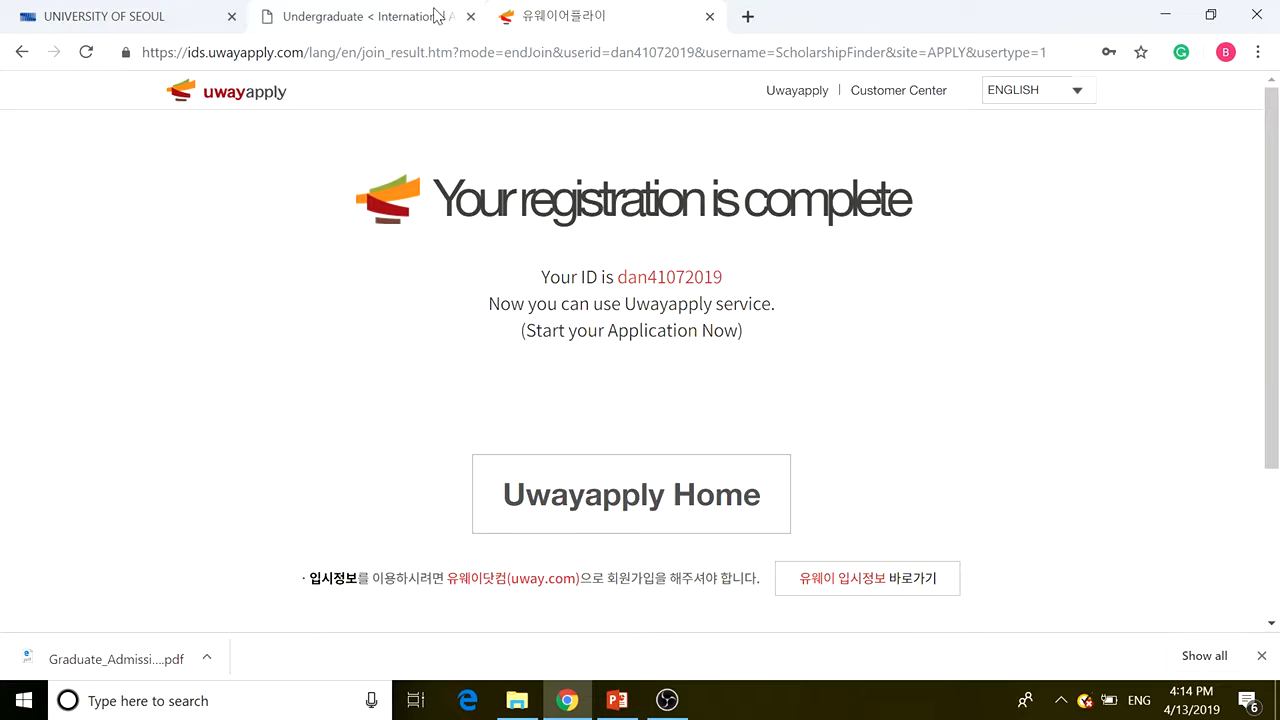 UNIVERSITY OF SEOUL
Undergraduate < International A
유웨이어플라이
https://ids.uwayapply.com/lang/en/join_result.htm?mode=endJoin&userid=dan41072019&username=ScholarshipFinder&site=APPLY&usertype=1
B
uwayapply
Uwayapply | Customer Center
ENGLISH
Your registration is complete
Your ID is dan41072019
Now you can use Uwayapply service.
(Start your Application Now)
Uwayapply Home
· 입시정보를 이용하시려면 유웨이닷컴(uway.com)으로 회원가입을 해주셔야 합니다.
유웨이 입시정보 바로가기
Graduate_Admissi....pdf
Show all
Type here to search
ENG
4:14 PM
4/13/2019
6